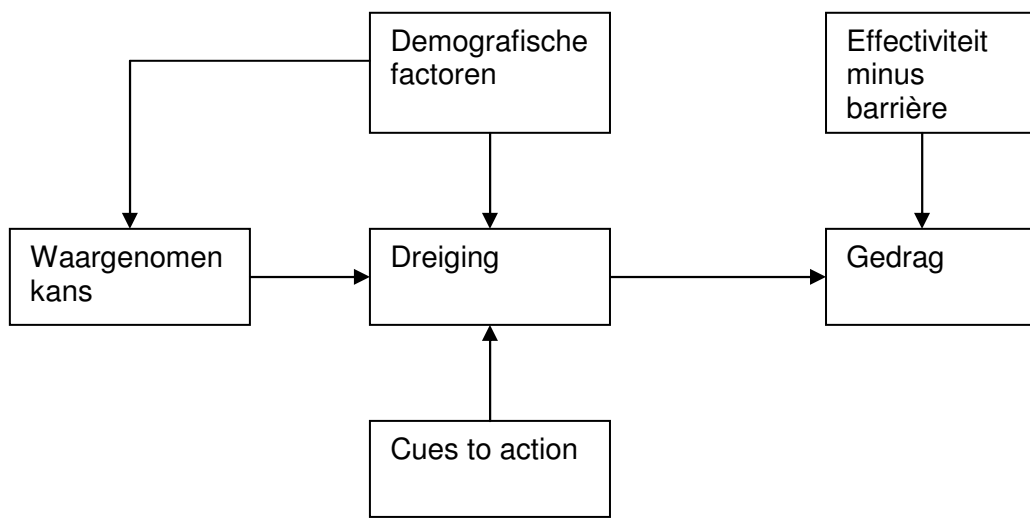 Demografische
factoren
Effectiviteit
minus
barrière
Waargenomen
kans
Dreiging
Gedrag
Cues to action